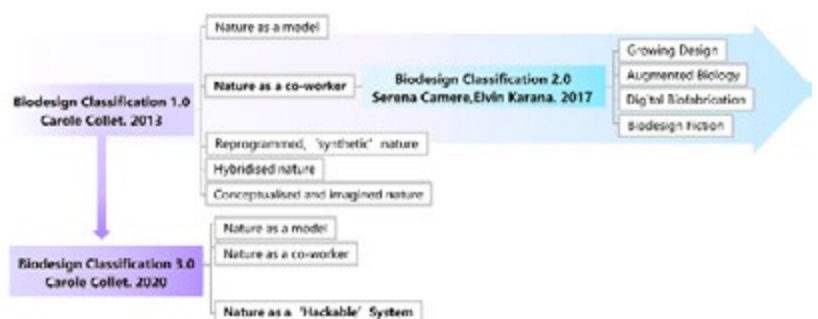 Nature as a model
Biodesign Classification 1.0
Carole Collet. 2013
Nature as a co-worker
Reprogrammed, 'synthetic' nature
Hybridised nature
Conceptualised and imagined nature
Biodesign Classification 2.0
Serena Camere,Elvin Karana. 2017
Growing Design
Augmented Biology
Digital Biofabrication
Biodesign Fiction
Biodesign Classification 3.0
Carole Collet. 2020
Nature as a model
Nature as a co-worker
Nature as a 'Hackable' System